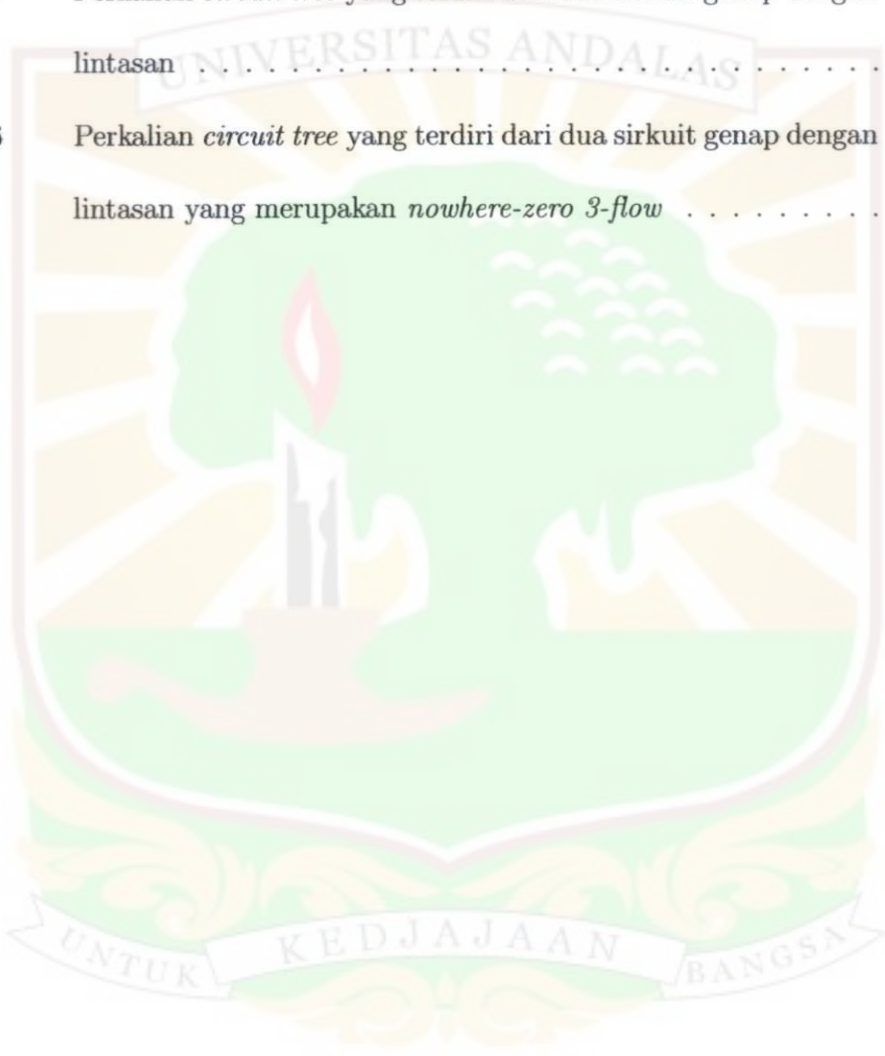 UNIVERSITAS ANDALAS
lintasan . . . . . . . . . . . . . . . . . . . . . . . . . . . . . .
6 Perkalian circuit tree yang terdiri dari dua sirkuit genap dengan
lintasan yang merupakan nowhere-zero 3-flow . . . . . . . . .
UNTUK KEDJAJAAN BANGSA